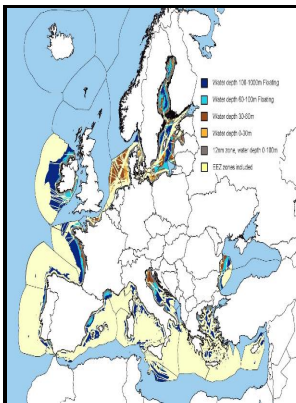 Water depth 100-1000m Floating
Water depth 60-100m Floating
Water depth 30-60m
Water depth 0-30m
12nm zone, water depth 0-100m
EEZ zones included